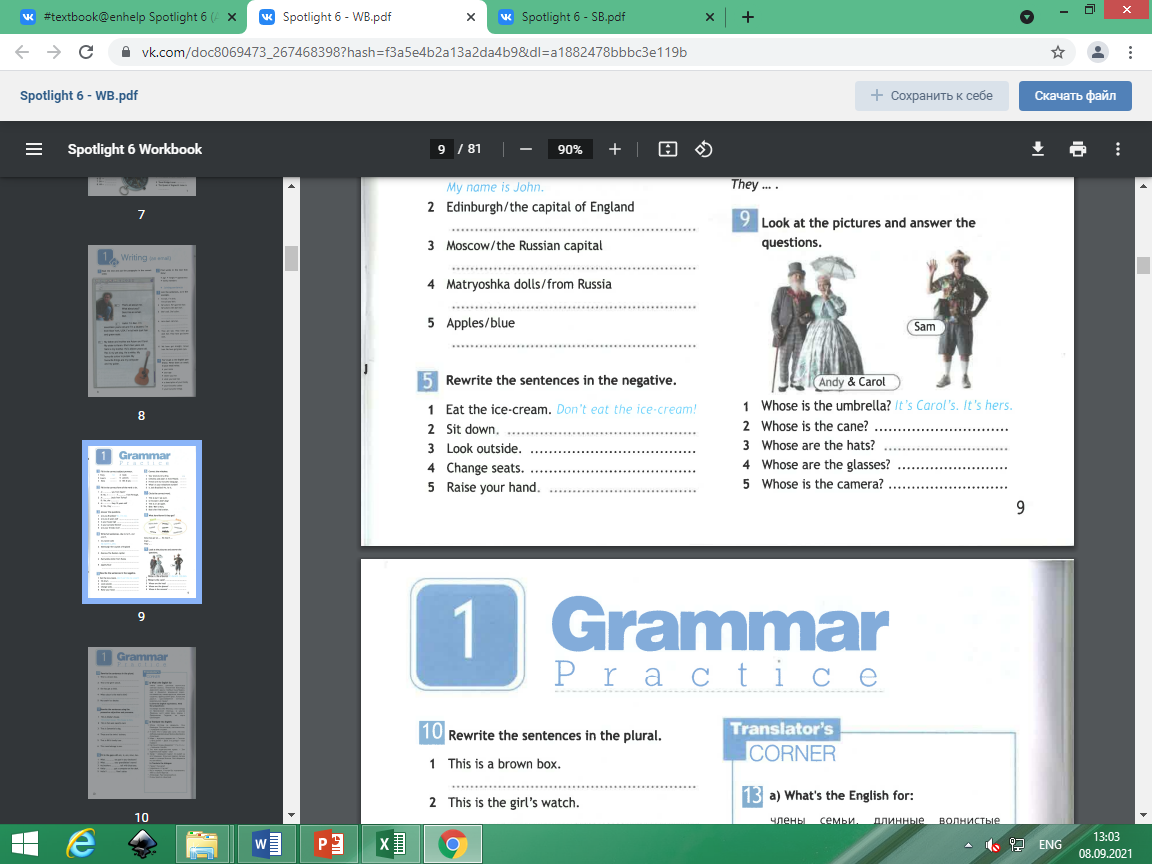 #textbook@enhelp Spotlight 6 (
Spotlight 6 - WB.pdf
Spotlight 6 - SB.pdf
vk.com/doc8069473_267468398?hash=f3a5e4b2a13a2da4b9&dl=a1882478bbbc3e119b
Spotlight 6 - WB.pdf
Сохранить к себе
Скачать файл
Spotlight 6 Workbook
9 / 81
90%
7
1 Writing
8
1 Grammar
Practice
9
1 Grammar
10
My name is John.
2 Edinburgh/the capital of England
3 Moscow/the Russian capital
4 Matryoshka dolls/from Russia
5 Apples/blue
5 Rewrite the sentences in the negative.
1 Eat the ice-cream. Don't eat the ice-cream!
2 Sit down.
3 Look outside.
4 Change seats.
5 Raise your hand.
They ... .
9 Look at the pictures and answer the
questions.
Sam
Andy & Carol
1 Whose is the umbrella? It's Carol's. It's hers.
2 Whose is the cane?
3 Whose are the hats?
4 Whose are the glasses?
5 Whose is the camera?
9
1 Grammar
Practice
10 Rewrite the sentences in the plural.
1 This is a brown box.
2 This is the girl's watch.
Translator's
CORNER
13 a) What's the English for:
члены семьи, длинные волнистые
ENG
13:03
08.09.2021